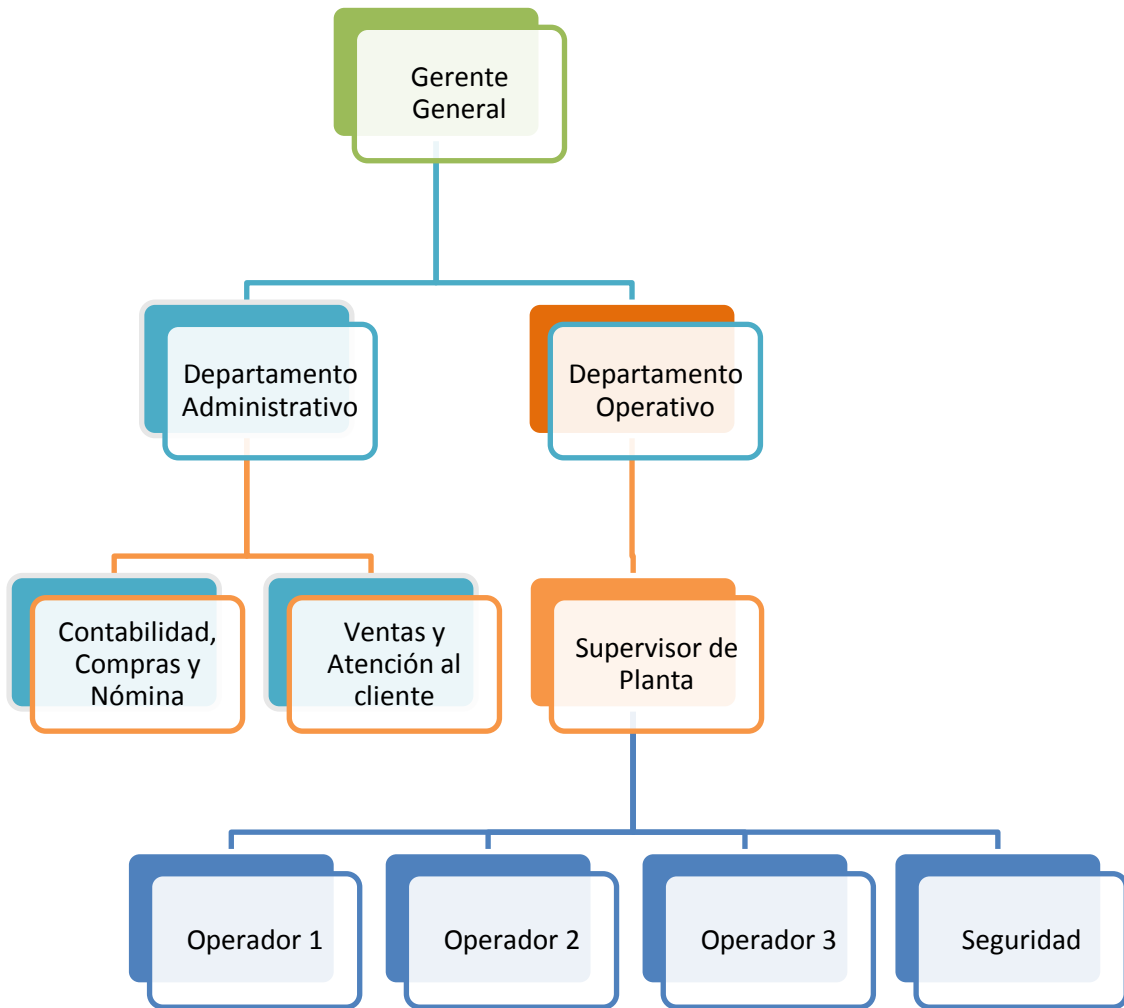 Gerente
General
Departamento
Administrativo
Departamento
Operativo
Contabilidad,
Compras y
Nómina
Ventas y
Atención al
cliente
Supervisor de
Planta
Operador 1
Operador 2
Operador 3
Seguridad